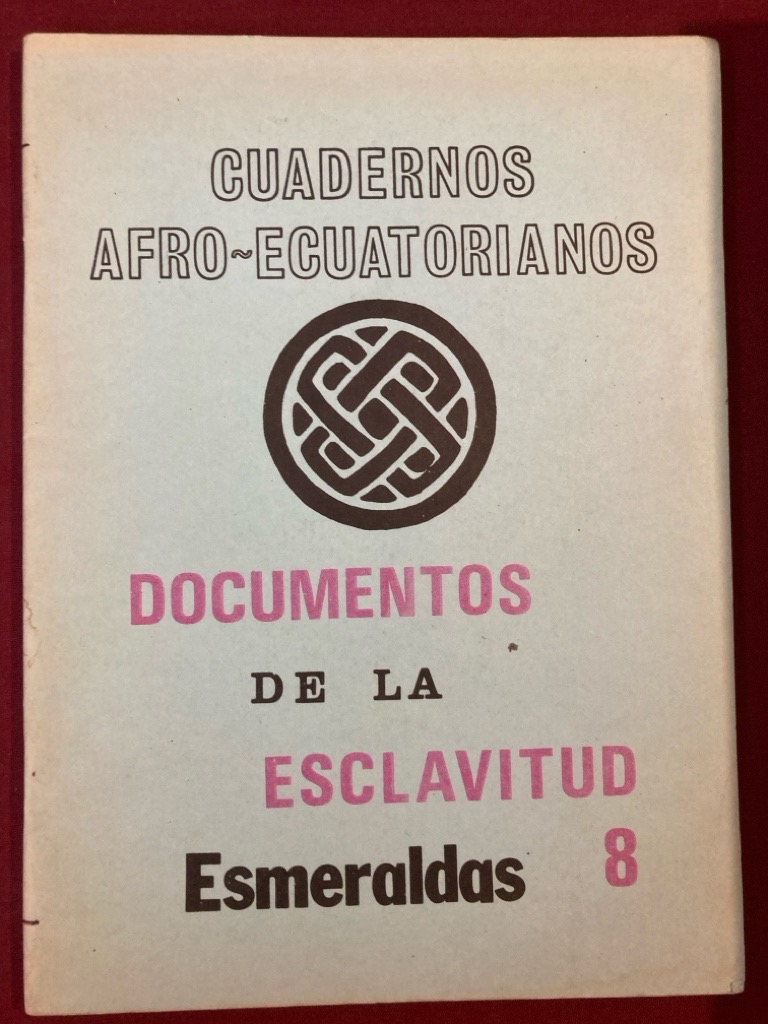 CUADERNOS
AFRO~ECUATORIANOS
DOCUMENTOS
DE LA
ESCLAVITUD
Esmeraldas 8